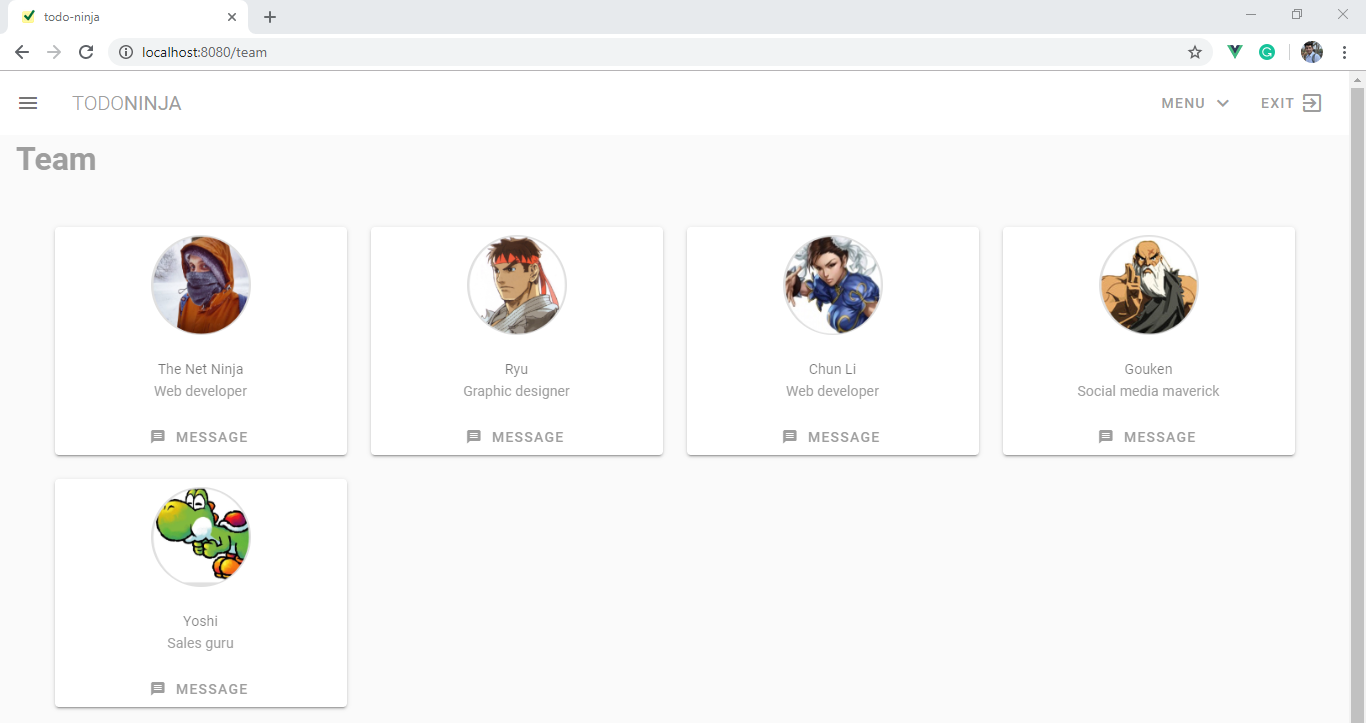 todo-ninja
localhost:8080/team
TODONINJA
MENU
EXIT
Team
The Net Ninja
Web developer
MESSAGE
Ryu
Graphic designer
MESSAGE
Chun Li
Web developer
MESSAGE
Gouken
Social media maverick
MESSAGE
Yoshi
Sales guru
MESSAGE